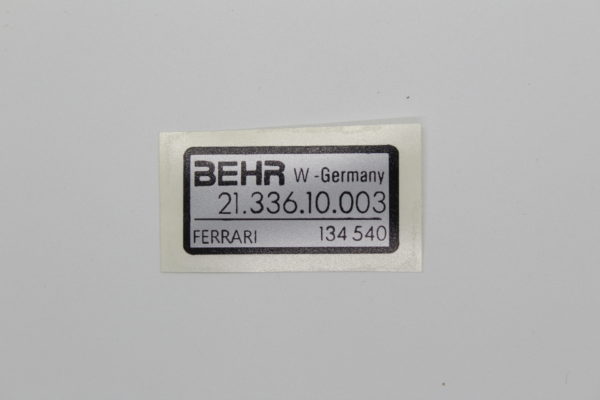 BEHR W-Germany
21.336.10.003
FERRARI 134 540